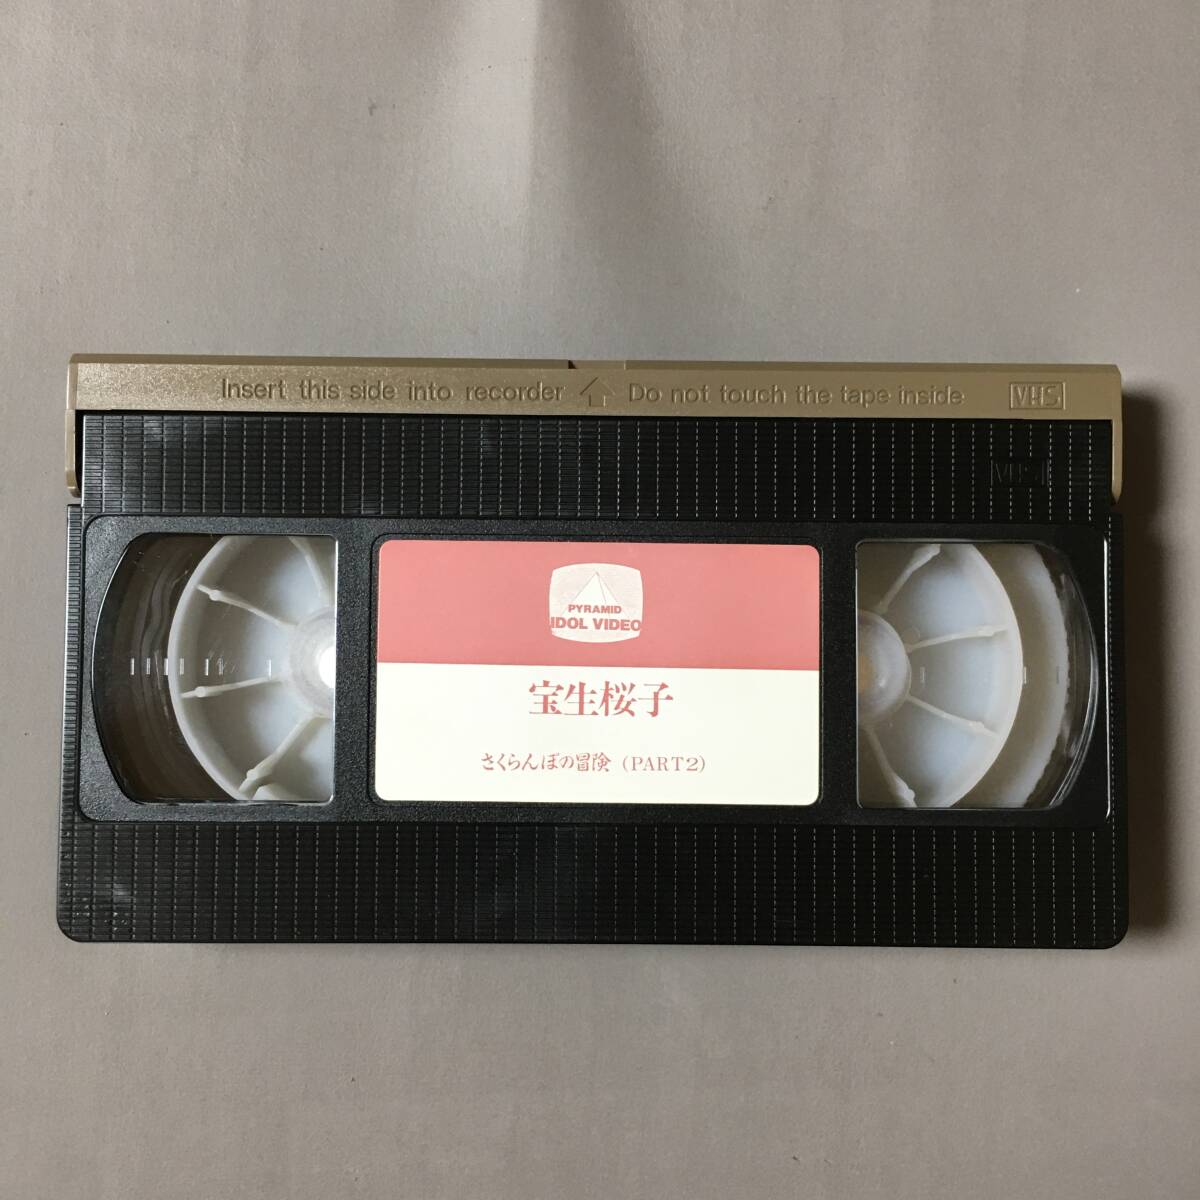 Insert this side into recorder Do not touch the tape inside VHS
VHS
PYRAMID
IDOL VIDEO
宝生桜子
さくらんぼの冒険（PART2）